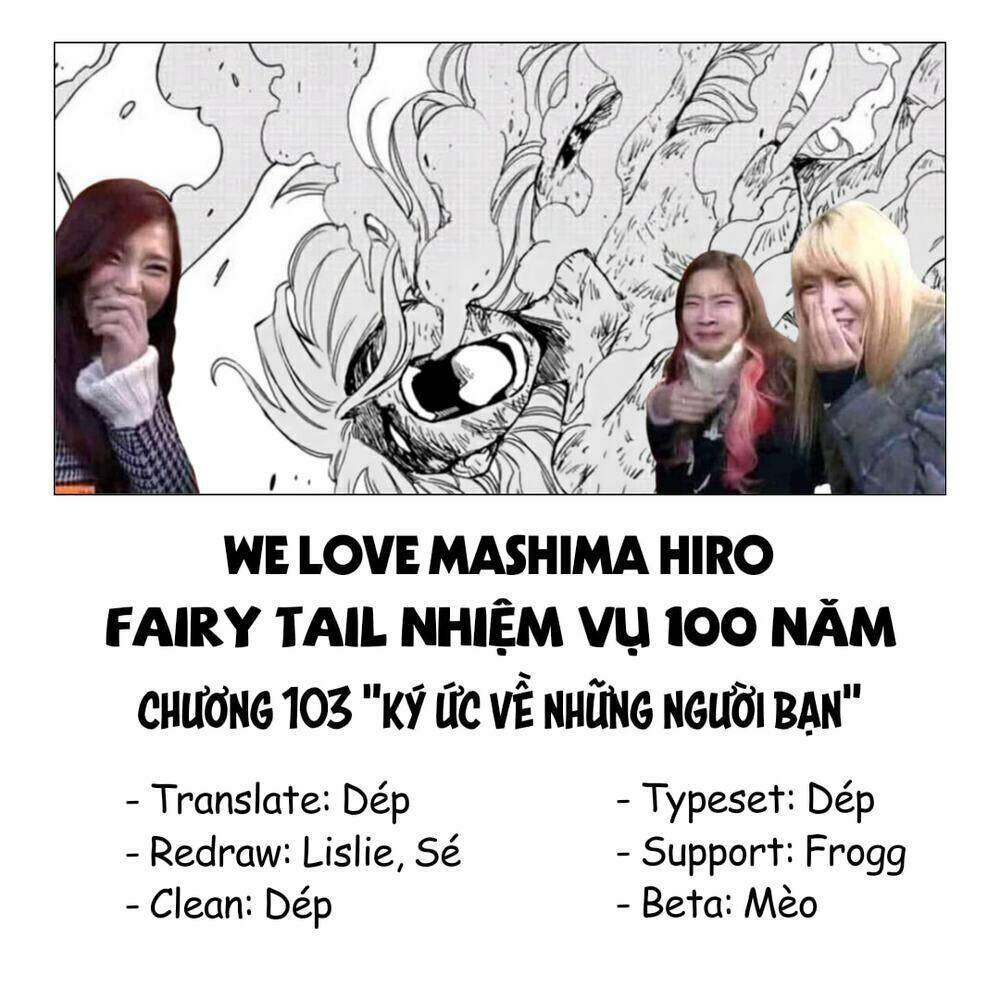 WE LOVE MASHIMA HIRO
FAIRY TAIL NHIỆM VỤ 100 NĂM
CHƯƠNG 103 "KÝ ỨC VỀ NHỮNG NGƯỜI BẠN"
- Translate: Dép
- Redraw: Lislie, Sé
- Clean: Dép
- Typeset: Dép
- Support: Frogg
- Beta: Mèo